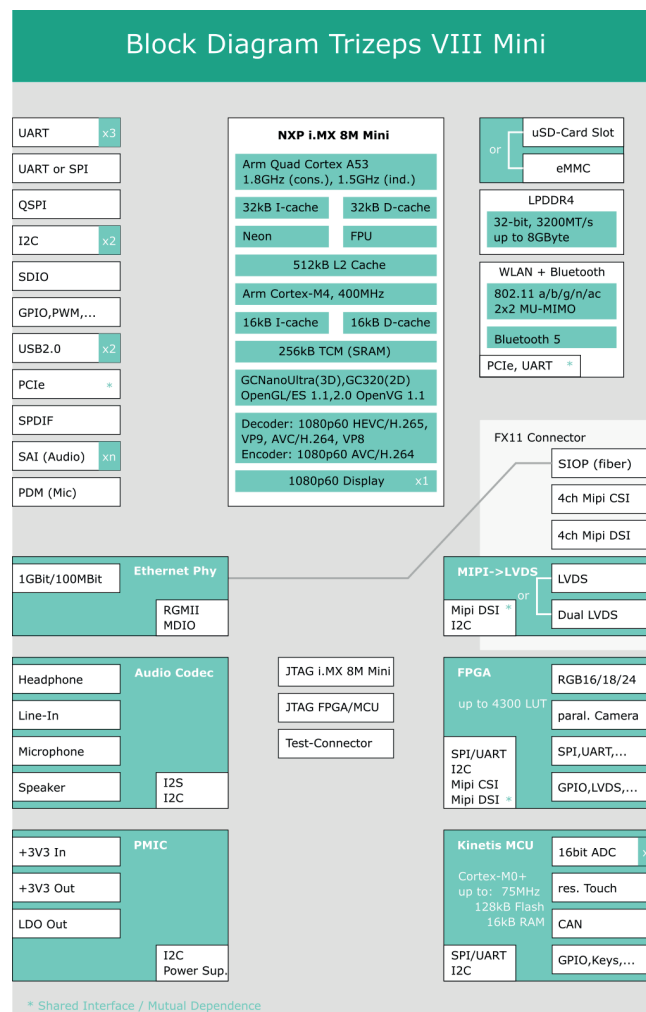 Block Diagram Trizeps VIII Mini
UART x3
UART or SPI
QSPI
I2C x2
SDIO
GPIO,PWM,...
USB2.0 x2
PCIe *
SPDIF
SAI (Audio) xn
PDM (Mic)
NXP i.MX 8M Mini
Arm Quad Cortex A53
1.8GHz (cons.), 1.5GHz (ind.)
32kB I-cache 32kB D-cache
Neon FPU
512kB L2 Cache
Arm Cortex-M4, 400MHz
16kB I-cache 16kB D-cache
256kB TCM (SRAM)
GCNanoUltra(3D),GC320(2D)
OpenGL/ES 1.1,2.0 OpenVG 1.1
Decoder: 1080p60 HEVC/H.265,
VP9, AVC/H.264, VP8
Encoder: 1080p60 AVC/H.264
1080p60 Display x1
uSD-Card Slot
or
eMMC
LPDDR4
32-bit, 3200MT/s
up to 8GByte
WLAN + Bluetooth
802.11 a/b/g/n/ac
2x2 MU-MIMO
Bluetooth 5
PCIe, UART *
FX11 Connector
SIOP (fiber)
4ch Mipi CSI
4ch Mipi DSI
1GBit/100MBit
Ethernet Phy
RGMII
MDIO
MIPI->LVDS
LVDS
or
Dual LVDS
Mipi DSI *
I2C
Headphone
Audio Codec
Line-In
Microphone
Speaker
I2S
I2C
JTAG i.MX 8M Mini
JTAG FPGA/MCU
Test-Connector
FPGA
up to 4300 LUT
RGB16/18/24
paral. Camera
SPI,UART,...
GPIO,LVDS,...
SPI/UART
I2C
Mipi CSI
Mipi DSI *
+3V3 In
PMIC
+3V3 Out
LDO Out
I2C
Power Sup.
Kinetis MCU
Cortex-M0+
up to: 75MHz
128kB Flash
16kB RAM
16bit ADC
res. Touch
CAN
GPIO,Keys,...
SPI/UART
I2C
* Shared Interface / Mutual Dependence